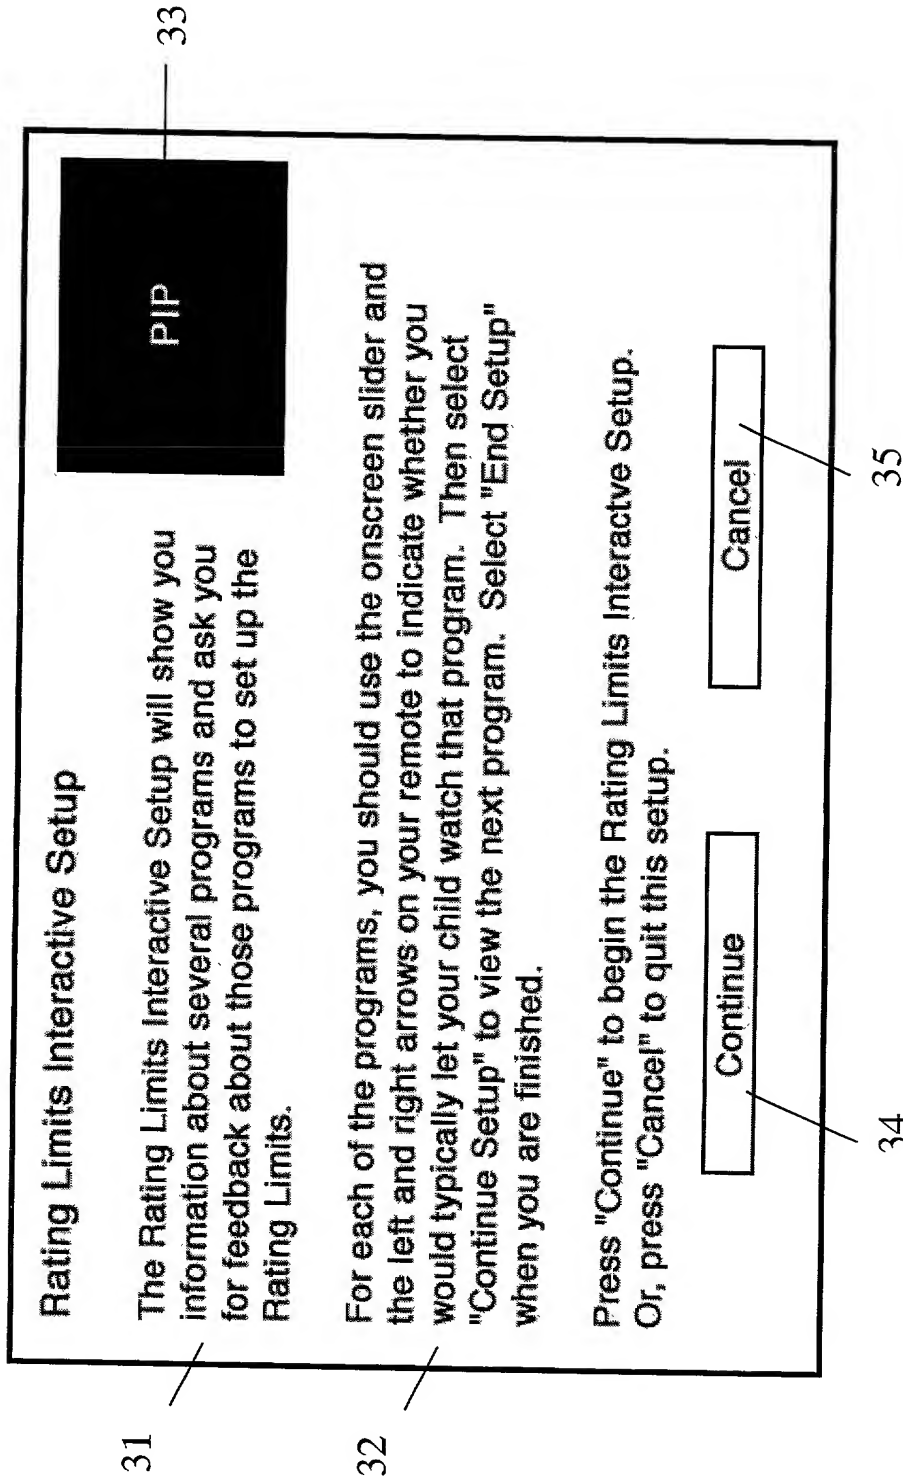 Rating Limits Interactive Setup
PIP
33
31
The Rating Limits Interactive Setup will show you
information about several programs and ask you
for feedback about those programs to set up the
Rating Limits.
32
For each of the programs, you should use the onscreen slider and
the left and right arrows on your remote to indicate whether you
would typically let your child watch that program.  Then select
"Continue Setup" to view the next program.  Select "End Setup"
when you are finished.
Press "Continue" to begin the Rating Limits Interactve Setup.
Or, press "Cancel" to quit this setup.
Continue
Cancel
34
35